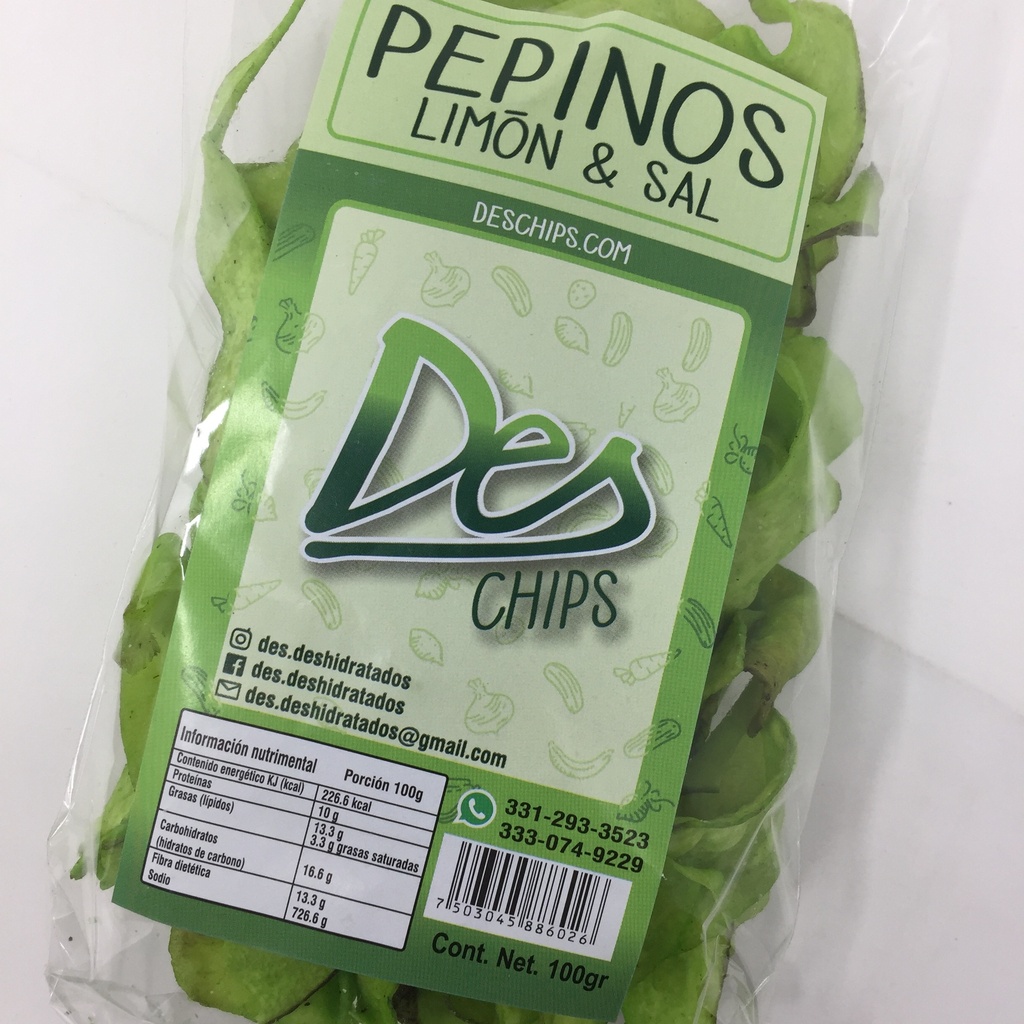 PEPINOS
LIMÓN & SAL
DESCHIPS.COM
Des
CHIPS
des.deshidratados
des.deshidratados
des.deshidratados@gmail.com
Información nutrimental Porción 100g
Contenido energético KJ (kcal) 226.6 kcal
Proteínas 10 g
Grasas (lípidos) 13.3 g
3.3 g grasas saturadas
Carbohidratos
(hidratos de carbono) 16.6 g
Fibra dietética 13.3 g
Sodio 726.6 g
331-293-3523
333-074-9229
7 503045 886026
Cont. Net. 100gr